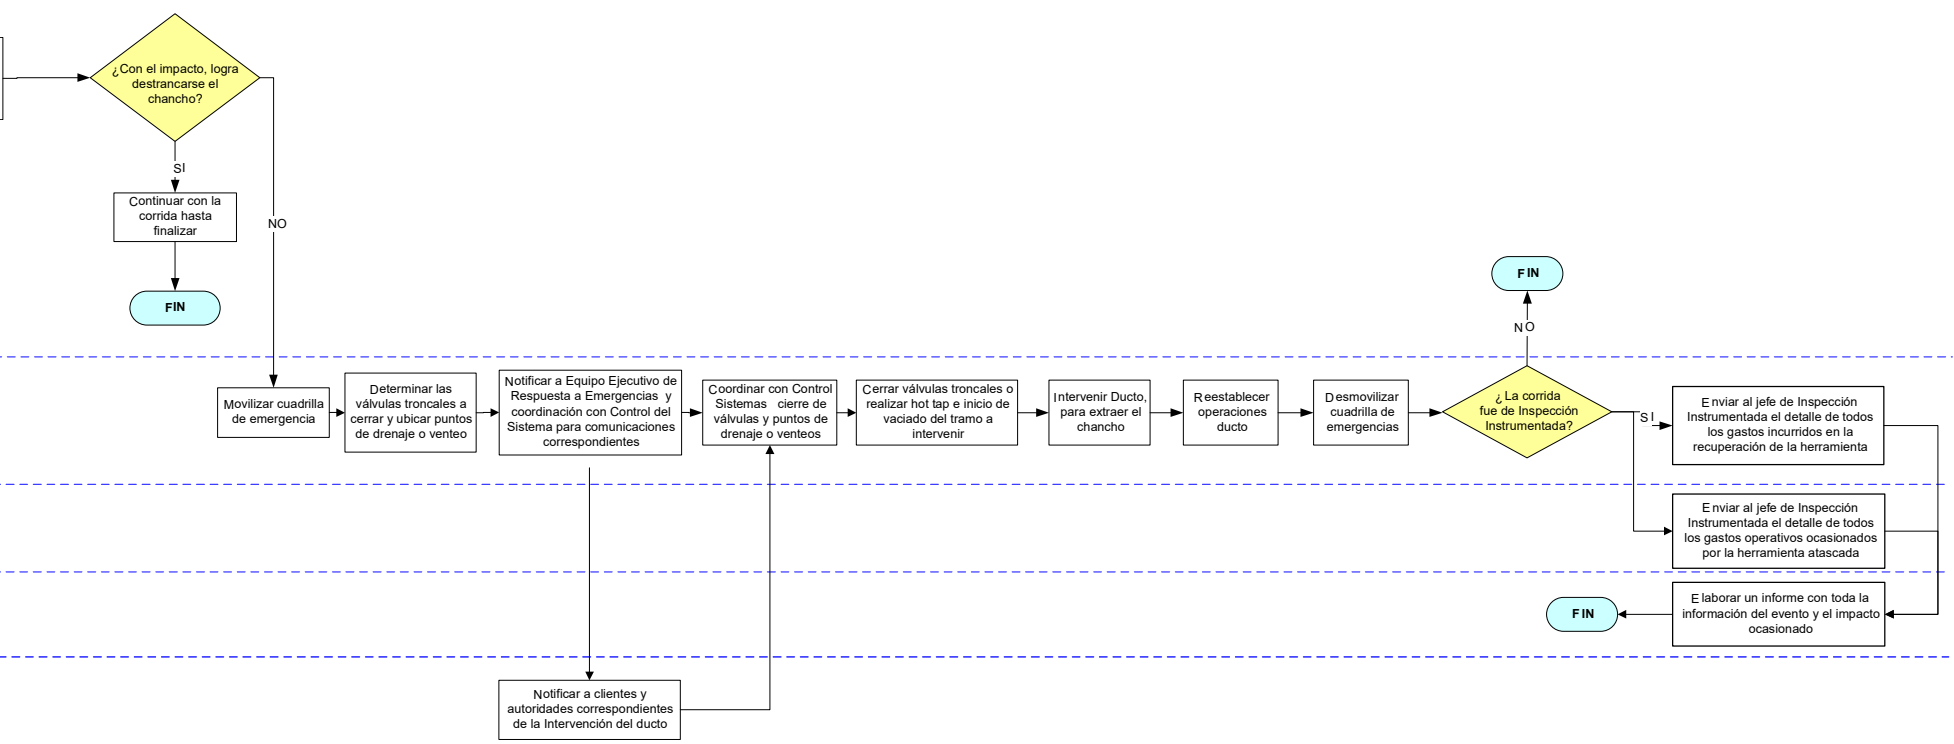 ¿Con el impacto, logra
destrancarse el
chancho?
SI
Continuar con la
corrida hasta
finalizar
NO
FIN
FIN
NO
Movilizar cuadrilla
de emergencia
Determinar las
válvulas troncales a
cerrar y ubicar puntos
de drenaje o venteo
Notificar a Equipo Ejecutivo de
Respuesta a Emergencias y
coordinación con Control del
Sistema para comunicaciones
correspondientes
Coordinar con Control
Sistemas cierre de
válvulas y puntos de
drenaje o venteos
Cerrar válvulas troncales o
realizar hot tap e inicio de
vaciado del tramo a
intervenir
Intervenir Ducto,
para extraer el
chancho
Reestablecer
operaciones
ducto
Desmovilizar
cuadrilla de
emergencias
¿La corrida
fue de Inspección
Instrumentada?
SI
Enviar al jefe de Inspección
Instrumentada el detalle de todos
los gastos incurridos en la
recuperación de la herramienta
Enviar al jefe de Inspección
Instrumentada el detalle de todos
los gastos operativos ocasionados
por la herramienta atascada
Elaborar un informe con toda la
información del evento y el impacto
ocasionado
FIN
Notificar a clientes y
autoridades correspondientes
de la Intervención del ducto